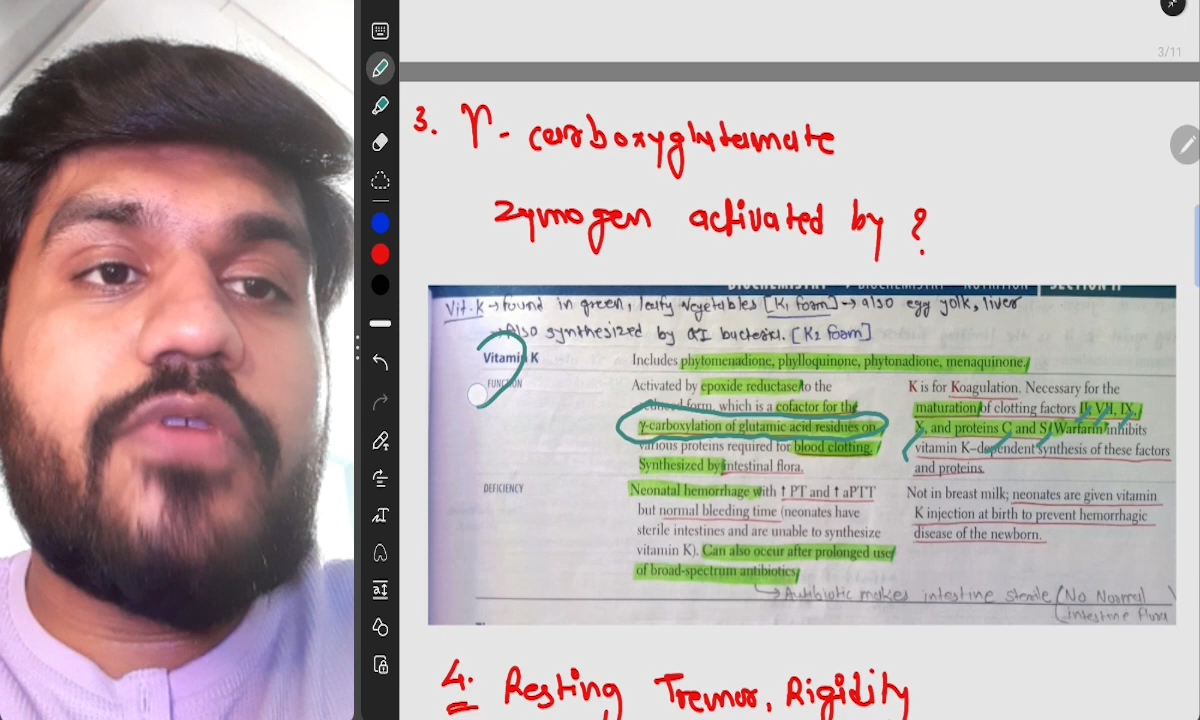 3/11
3. γ- carboxyglutamate
zymogen activated by ?
BIOCHEMISTRY ▸ BIOCHEMISTRY—NUTRITION SECTION II
Vit. K → found in green, leafy vegetables [K₁ form] → also egg yolk, liver
→ Also synthesized by GI bacteria. [K₂ form]
Vitamin K Includes phytomenadione, phylloquinone, phytonadione, menaquinone.
FUNCTION
Activated by epoxide reductase to the
reduced form, which is a cofactor for the
γ-carboxylation of glutamic acid residues on
various proteins required for blood clotting.
Synthesized by intestinal flora.
K is for Koagulation. Necessary for the
maturation of clotting factors II, VII, IX,
X, and proteins C and S. Warfarin inhibits
vitamin K–dependent synthesis of these factors
and proteins.
DEFICIENCY
Neonatal hemorrhage with ↑ PT and ↑ aPTT
but normal bleeding time (neonates have
sterile intestines and are unable to synthesize
vitamin K). Can also occur after prolonged use
of broad-spectrum antibiotics.
Not in breast milk; neonates are given vitamin
K injection at birth to prevent hemorrhagic
disease of the newborn.
→ Antibiotic makes intestine sterile (No Normal
intestine flora
4. Resting Tremor, Rigidity